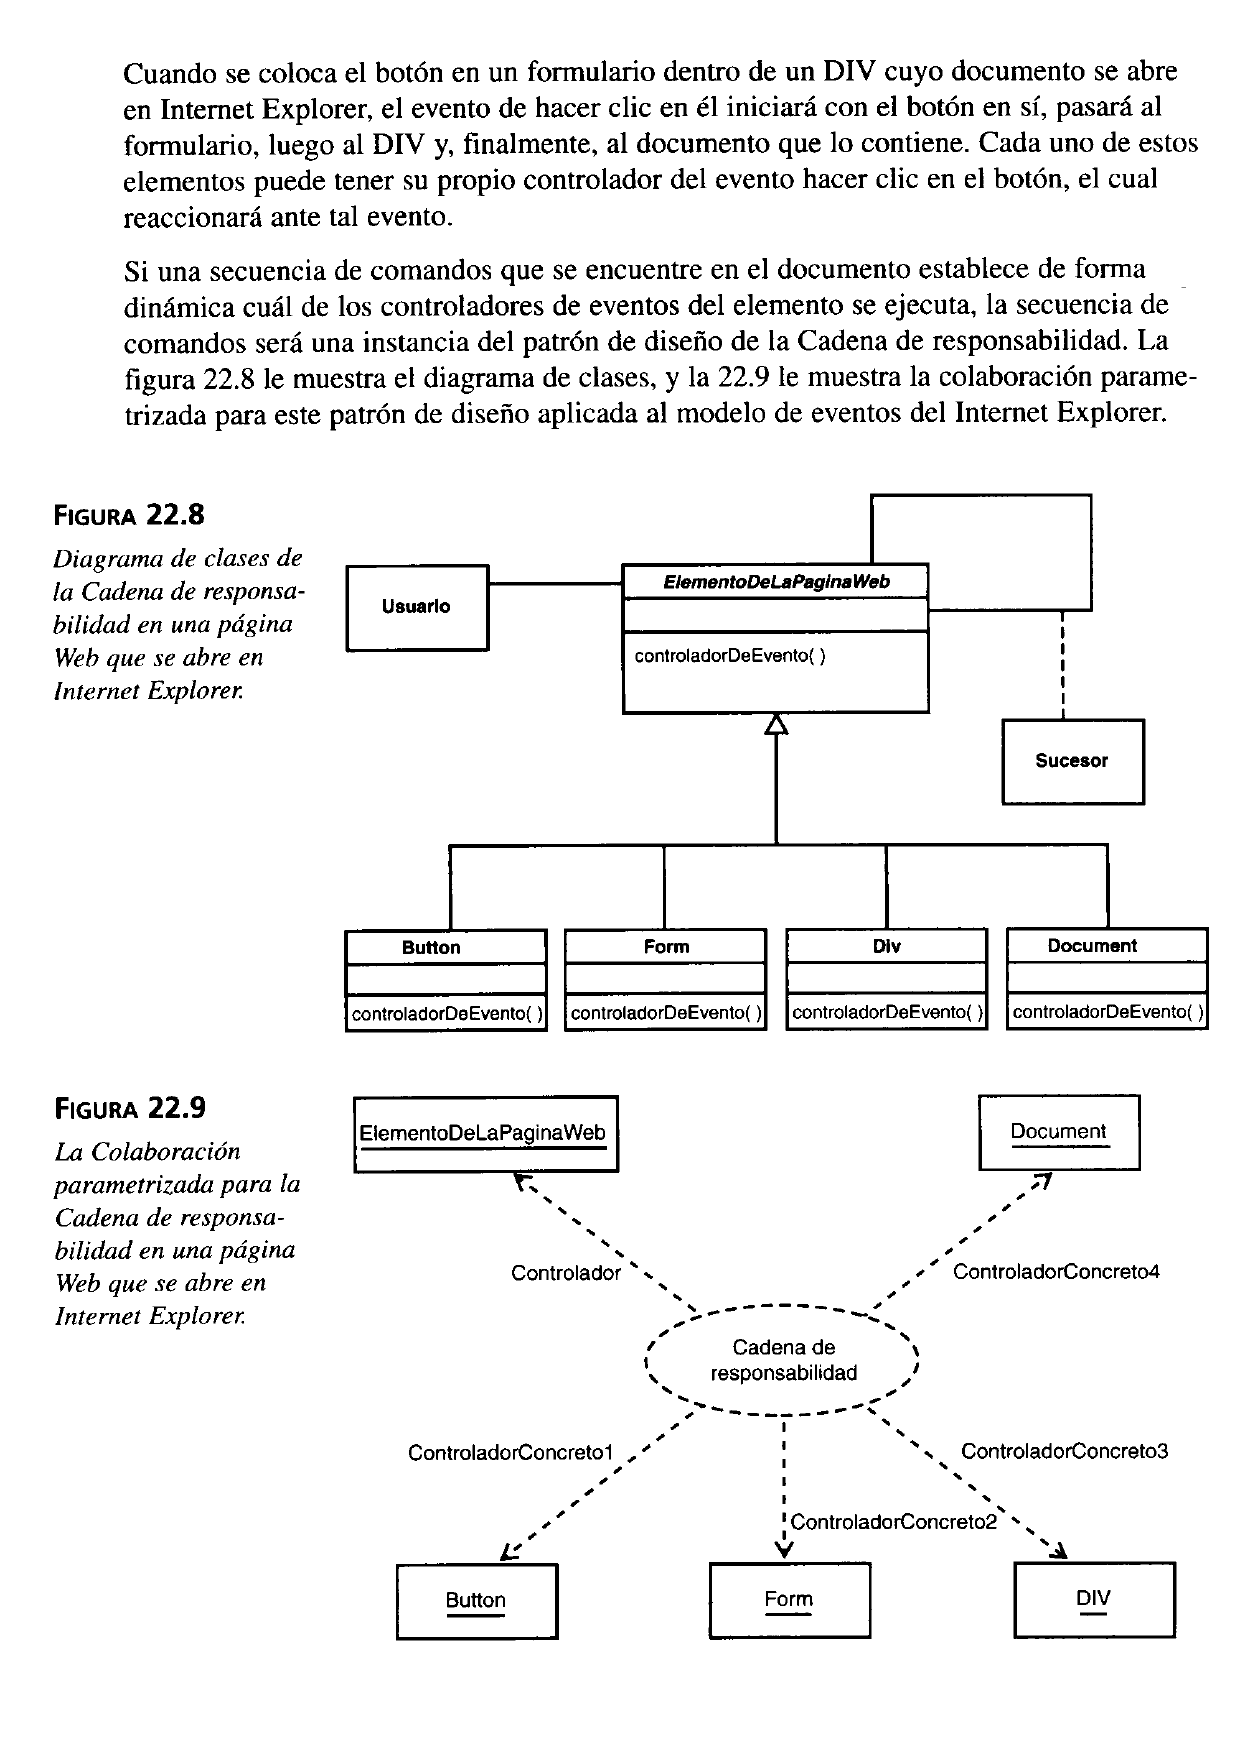 Cuando se coloca el botón en un formulario dentro de un DIV cuyo documento se abre
en Internet Explorer, el evento de hacer clic en él iniciará con el botón en sí, pasará al
formulario, luego al DIV y, finalmente, al documento que lo contiene. Cada uno de estos
elementos puede tener su propio controlador del evento hacer clic en el botón, el cual
reaccionará ante tal evento.
Si una secuencia de comandos que se encuentre en el documento establece de forma
dinámica cuál de los controladores de eventos del elemento se ejecuta, la secuencia de
comandos será una instancia del patrón de diseño de la Cadena de responsabilidad. La
figura 22.8 le muestra el diagrama de clases, y la 22.9 le muestra la colaboración parame-
trizada para este patrón de diseño aplicada al modelo de eventos del Internet Explorer.
FIGURA 22.8
Diagrama de clases de
la Cadena de responsa-
bilidad en una página
Web que se abre en
Internet Explorer.
Usuario
ElementoDeLaPaginaWeb
controladorDeEvento( )
Sucesor
Button
controladorDeEvento( )
Form
controladorDeEvento( )
Div
controladorDeEvento( )
Document
controladorDeEvento( )
FIGURA 22.9
La Colaboración
parametrizada para la
Cadena de responsa-
bilidad en una página
Web que se abre en
Internet Explorer.
ElementoDeLaPaginaWeb
Document
Controlador
ControladorConcreto4
Cadena de
responsabilidad
ControladorConcreto1
ControladorConcreto3
ControladorConcreto2
Button
Form
DIV